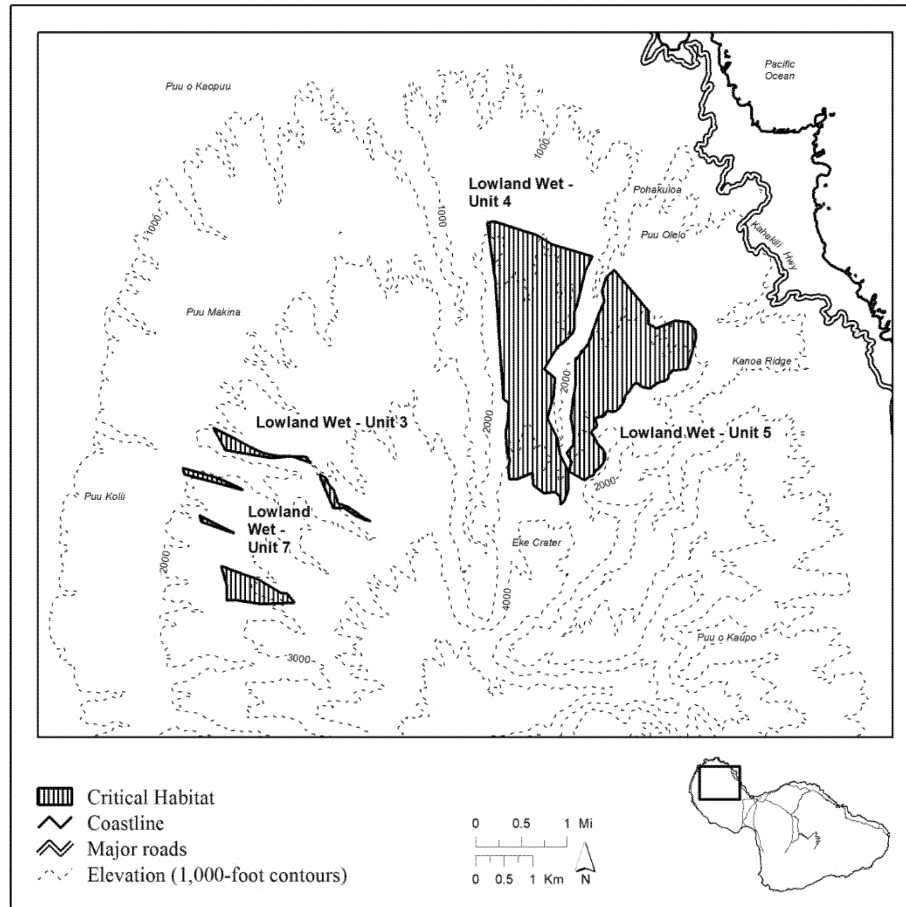 Pacific
Ocean
Puu o Kaopuu
1000
Lowland Wet -
Unit 4
Pohakuloa
1000
1000
Puu Olelo
Kahekili Hwy
Puu Makina
Kanoa Ridge
2000
Lowland Wet - Unit 3
2000
Lowland Wet - Unit 5
2000
Puu Kolii
Lowland
Wet -
Unit 7
Eke Crater
2000
4000
Puu o Kaupo
3000
Critical Habitat
Coastline
Major roads
Elevation (1,000-foot contours)
0 0.5 1 Mi
0 0.5 1 Km
N